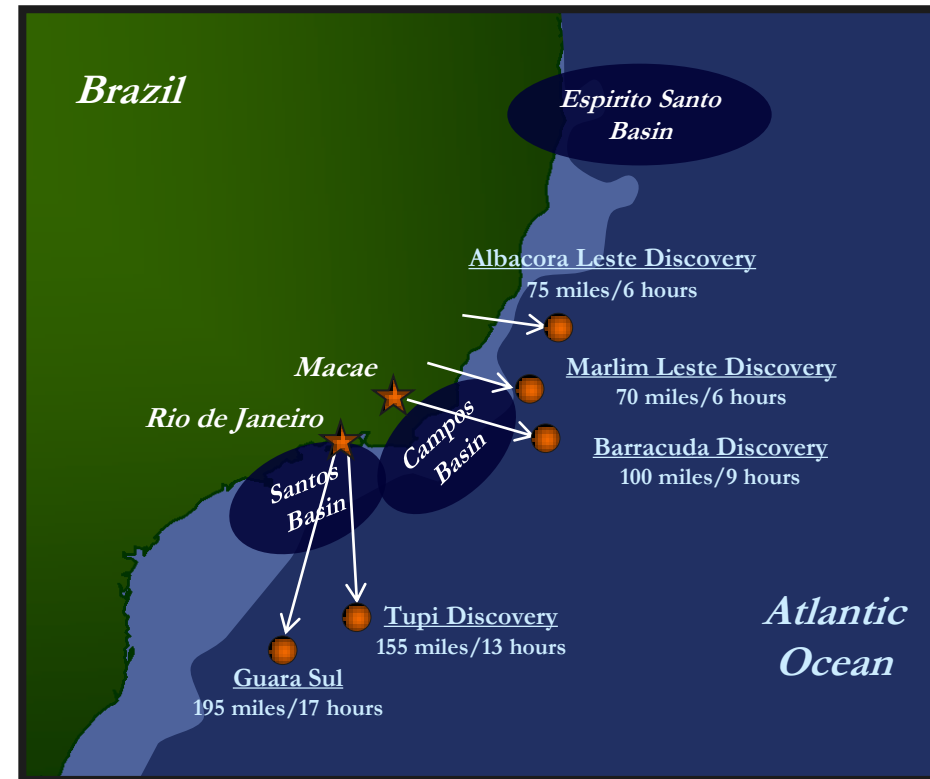 Brazil
Espirito Santo
Basin
Albacora Leste Discovery
75 miles/6 hours
Macae
Marlim Leste Discovery
70 miles/6 hours
Rio de Janeiro
Campos
Basin
Barracuda Discovery
100 miles/9 hours
Santos
Basin
Tupi Discovery
155 miles/13 hours
Atlantic
Ocean
Guara Sul
195 miles/17 hours